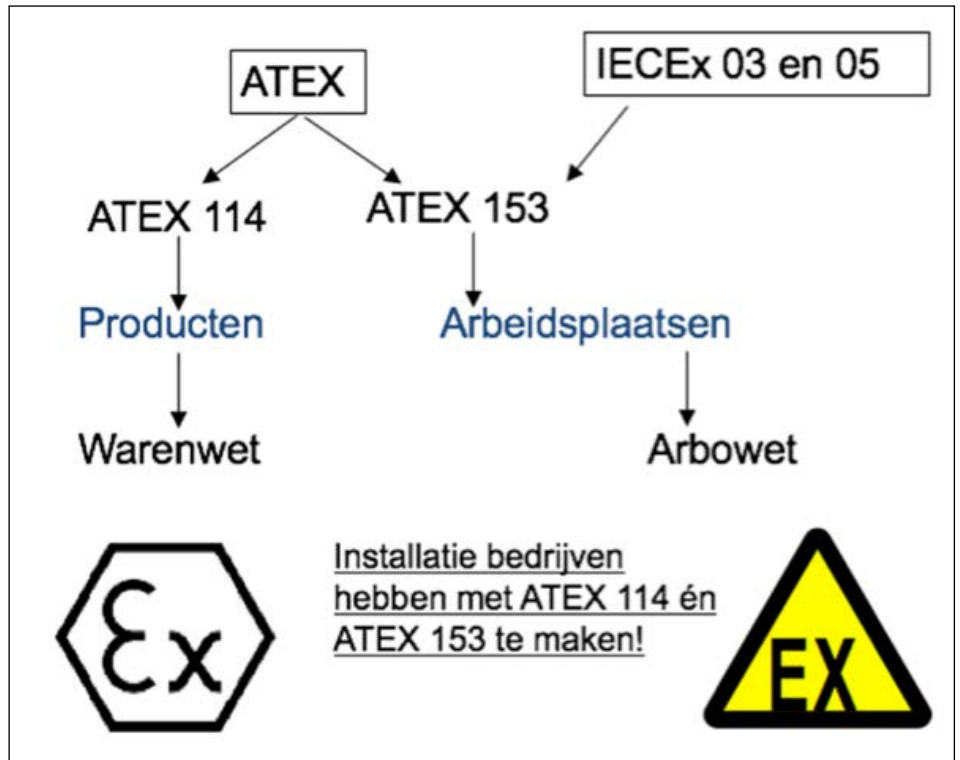 ATEX
IECEx 03 en 05
ATEX 114
ATEX 153
Producten
Arbeidsplaatsen
Warenwet
Arbowet
Installatie bedrijven
hebben met ATEX 114 én
ATEX 153 te maken!
Ex
EX